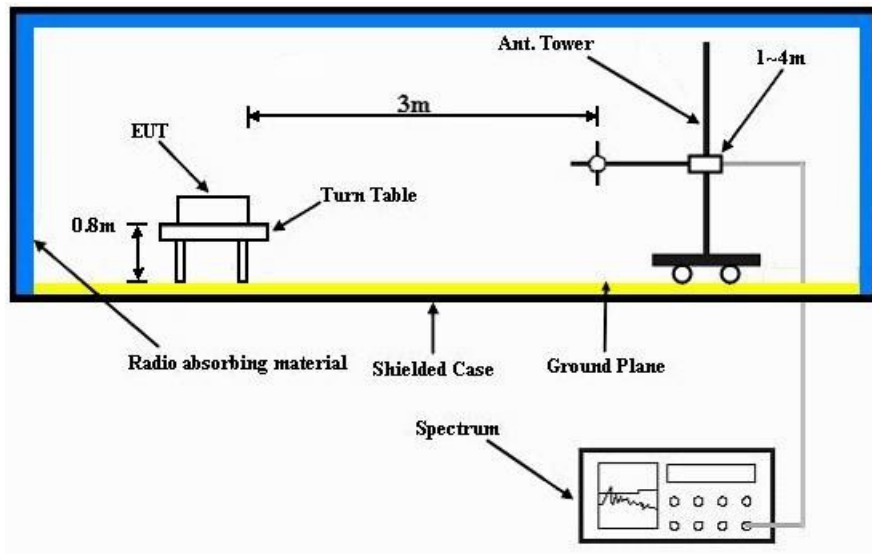 Ant. Tower
1~4m
3m
EUT
Turn Table
0.8m
Radio absorbing material
Shielded Case
Ground Plane
Spectrum